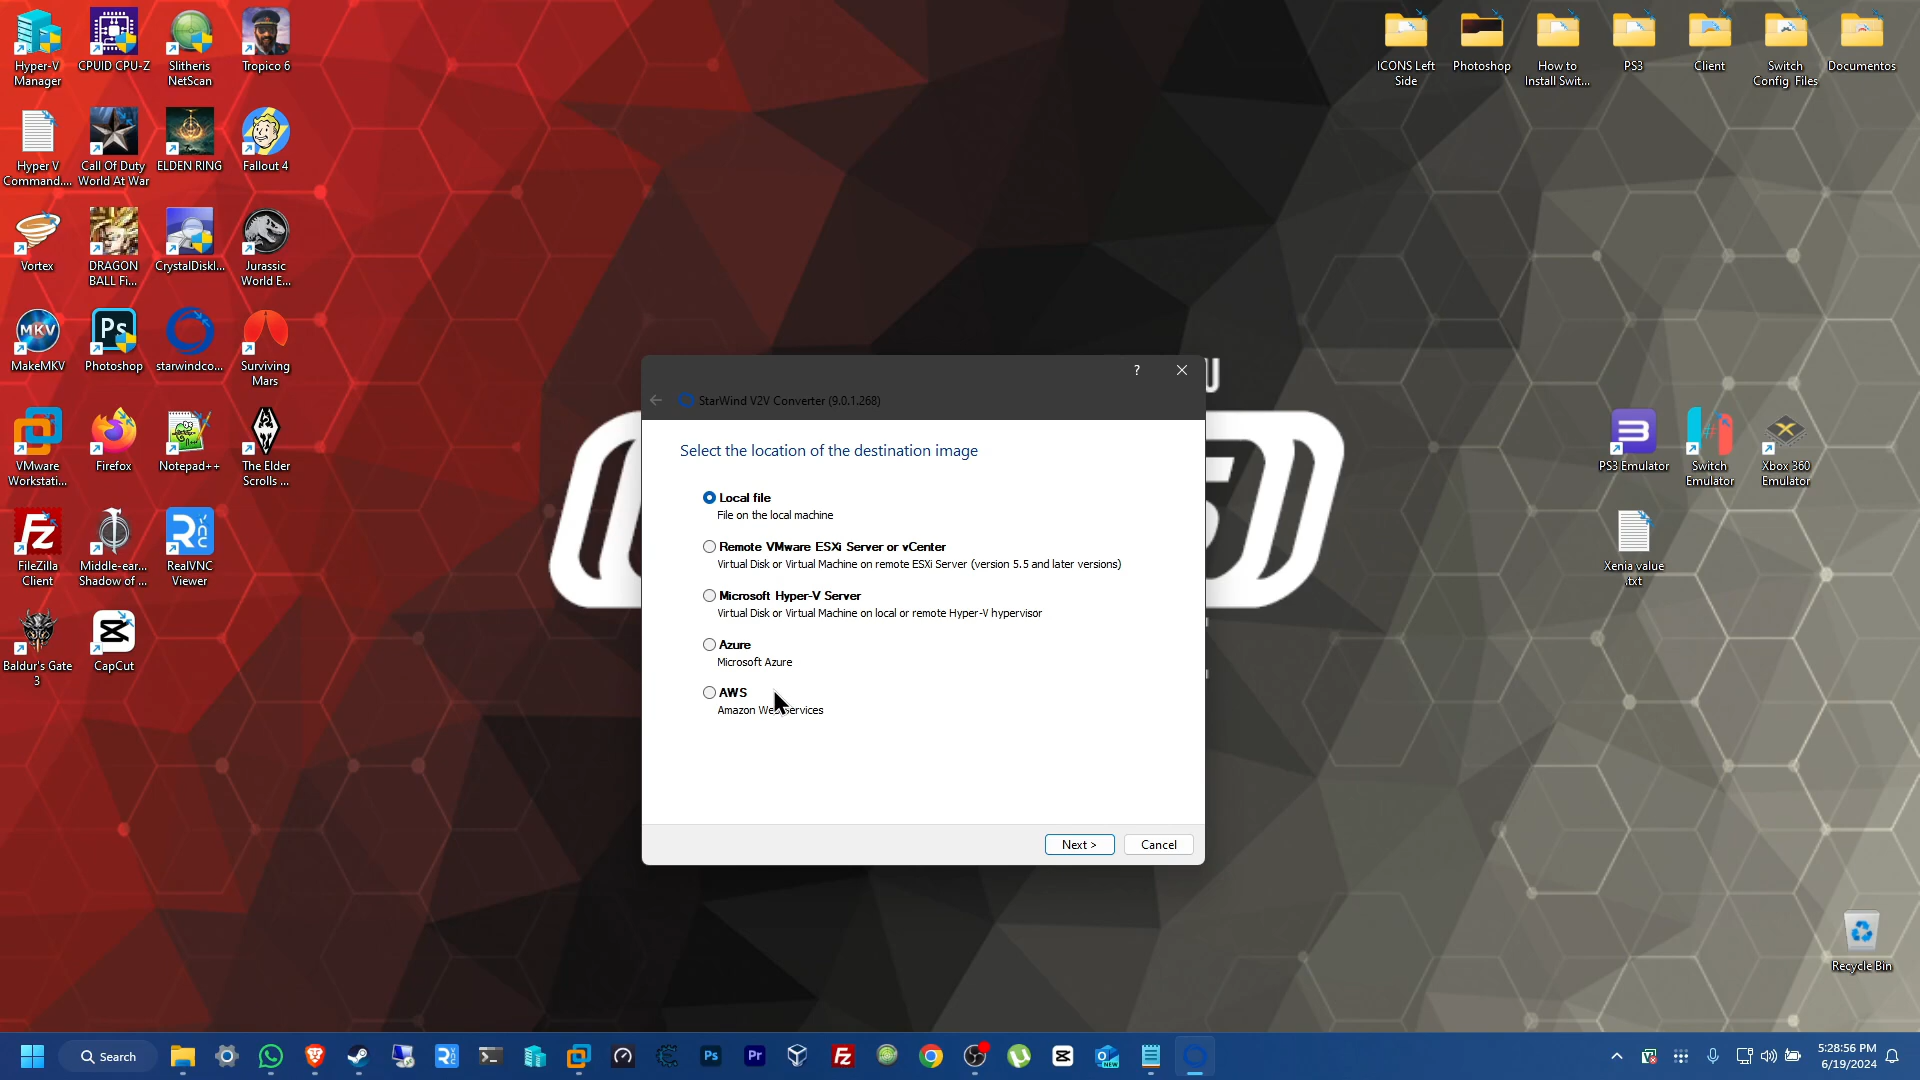 Hyper-V
Manager
CPUID CPU-Z
Slitheris
NetScan
Tropico 6
ICONS Left
Side
Photoshop
How to
Install Swit...
PS3
Client
Switch
Config Files
Documentos
Hyper V
Command....
Call Of Duty
World At War
ELDEN RING
Fallout 4
Vortex
DRAGON
BALL Fi...
CrystalDiskI...
Jurassic
World E...
MKV
MakeMKV
Ps
Photoshop
starwindco...
Surviving
Mars
VMware
Workstati...
Firefox
Notepad++
The Elder
Scrolls ...
Fz
FileZilla
Client
Middle-ear...
Shadow of ...
RealVNC
Viewer
Baldur's Gate
3
CapCut
?
StarWind V2V Converter (9.0.1.268)
Select the location of the destination image
Local file
File on the local machine
Remote VMware ESXi Server or vCenter
Virtual Disk or Virtual Machine on remote ESXi Server (version 5.5 and later versions)
Microsoft Hyper-V Server
Virtual Disk or Virtual Machine on local or remote Hyper-V hypervisor
Azure
Microsoft Azure
AWS
Amazon Web Services
Next >
Cancel
PS3 Emulator
Switch
Emulator
Xbox 360
Emulator
Xenia value
.txt
Recycle Bin
Search
Ps
Pr
Fz
NEW
5:28:56 PM
6/19/2024